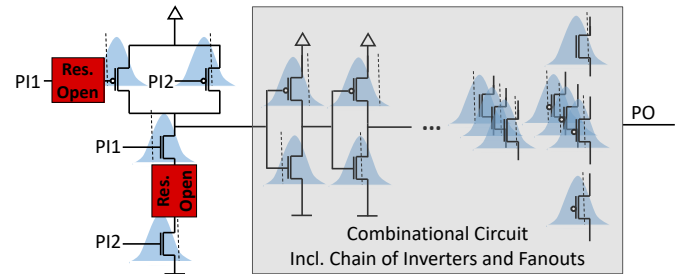 PI1
Res.
Open
PI2
PI1
Res.
Open
PI2
...
PO
Combinational Circuit
Incl. Chain of Inverters and Fanouts